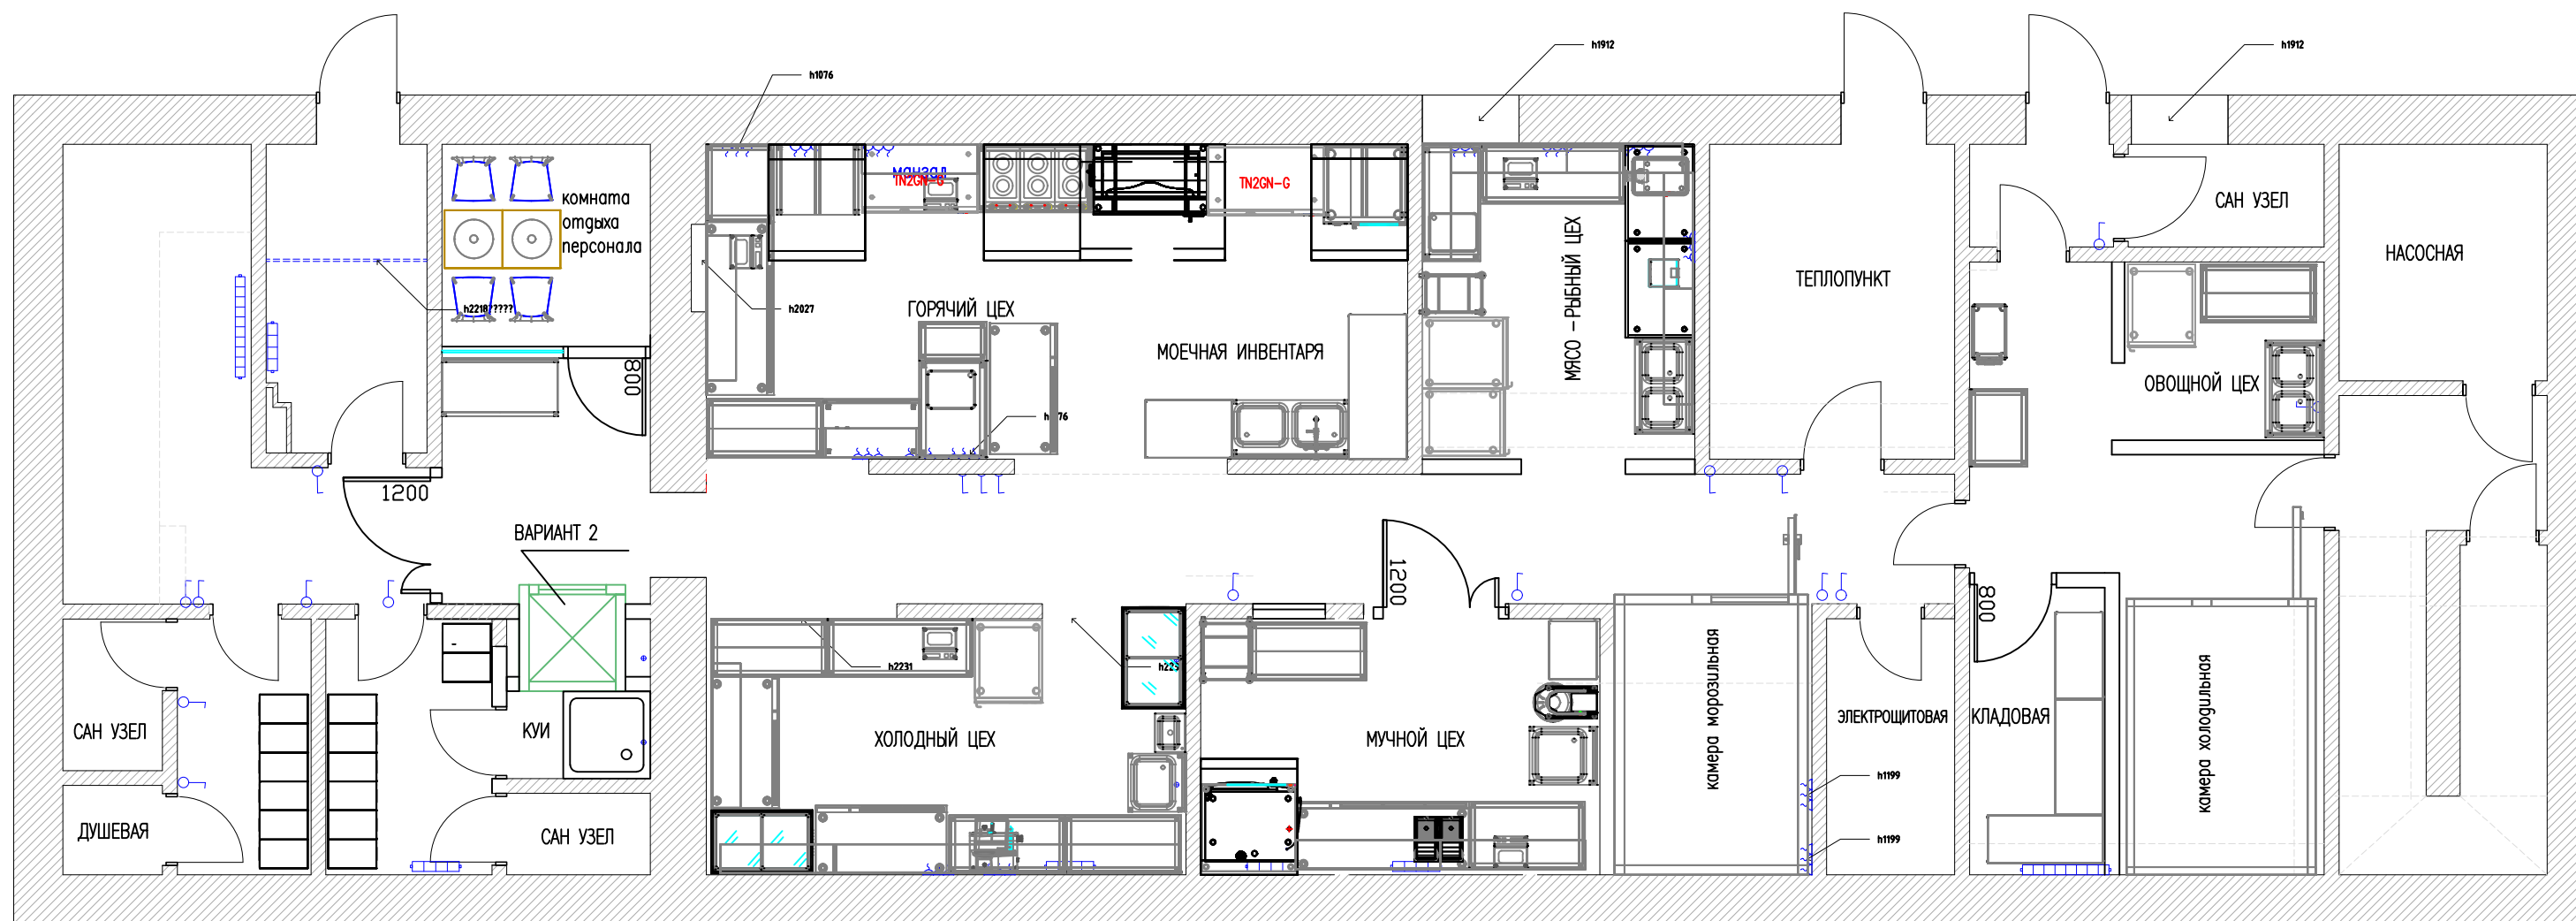 h1912
h1912
h1076
манзал
TN2GN-G
TN2GN-G
комната
отдыха
персонала
САН УЗЕЛ
НАСОСНАЯ
МЯСО -РЫБНЫЙ ЦЕХ
ТЕПЛОПУНКТ
h2218?????
h2027
ГОРЯЧИЙ ЦЕХ
МОЕЧНАЯ ИНВЕНТАРЯ
800
ОВОЩНОЙ ЦЕХ
1200
ВАРИАНТ 2
1200
800
h2231
САН УЗЕЛ
КУИ
ХОЛОДНЫЙ ЦЕХ
МУЧНОЙ ЦЕХ
камера морозильная
ЭЛЕКТРОЩИТОВАЯ
КЛАДОВАЯ
камера холодильная
h1199
ДУШЕВАЯ
САН УЗЕЛ
h1199